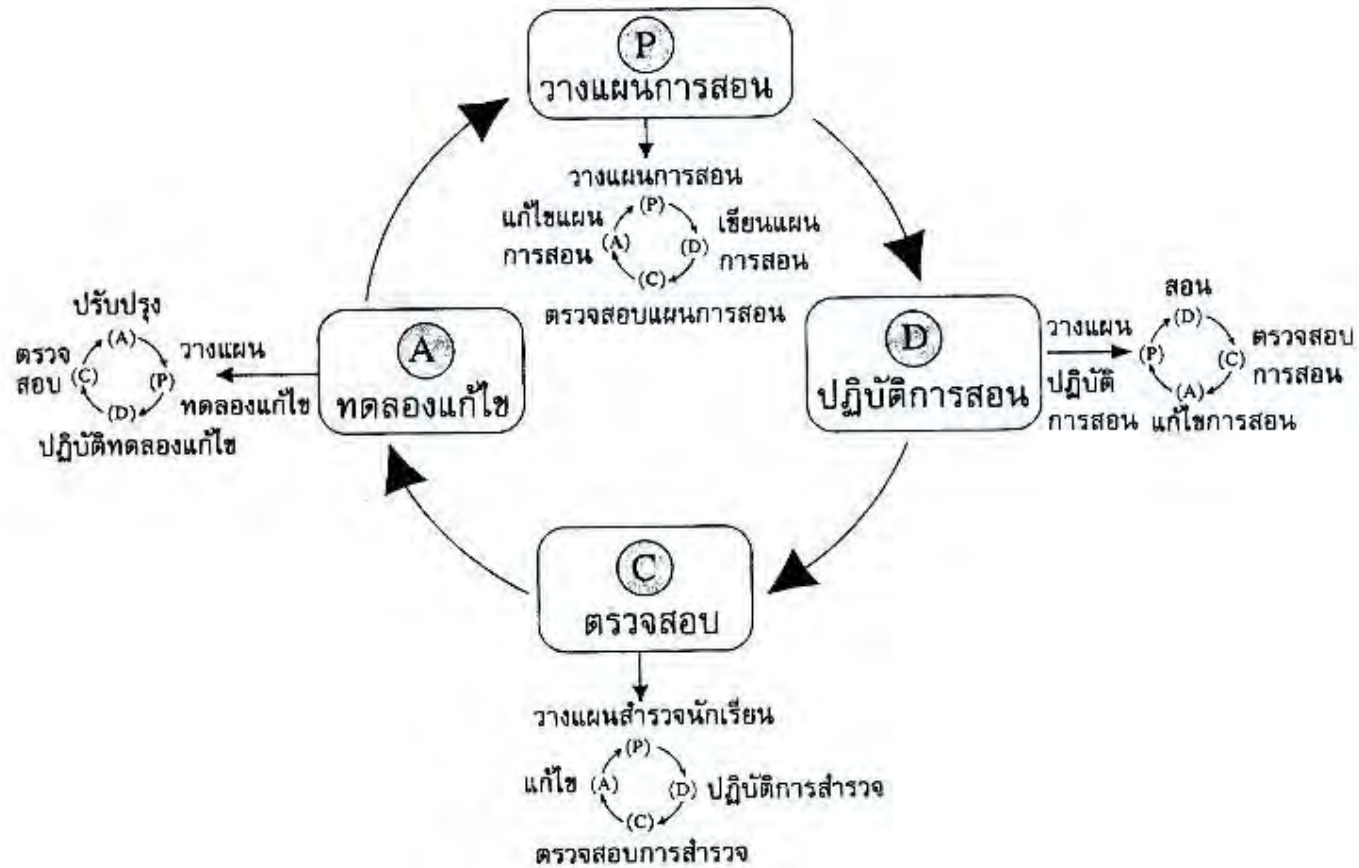 P
วางแผนการสอน
วางแผนการสอน
(P)
แก้ไขแผน
การสอน
(A)
(D)
เขียนแผน
การสอน
(C)
ตรวจสอบแผนการสอน
D
ปฏิบัติการสอน
วางแผน
ปฏิบัติ
การสอน
(P)
สอน
(D)
(C)
ตรวจสอบ
การสอน
(A)
แก้ไขการสอน
A
ทดลองแก้ไข
วางแผน
ทดลองแก้ไข
ปรับปรุง
(A)
ตรวจ
สอบ
(C)
(P)
(D)
ปฏิบัติทดลองแก้ไข
C
ตรวจสอบ
วางแผนสำรวจนักเรียน
(P)
แก้ไข
(A)
(D)
ปฏิบัติการสำรวจ
(C)
ตรวจสอบการสำรวจ